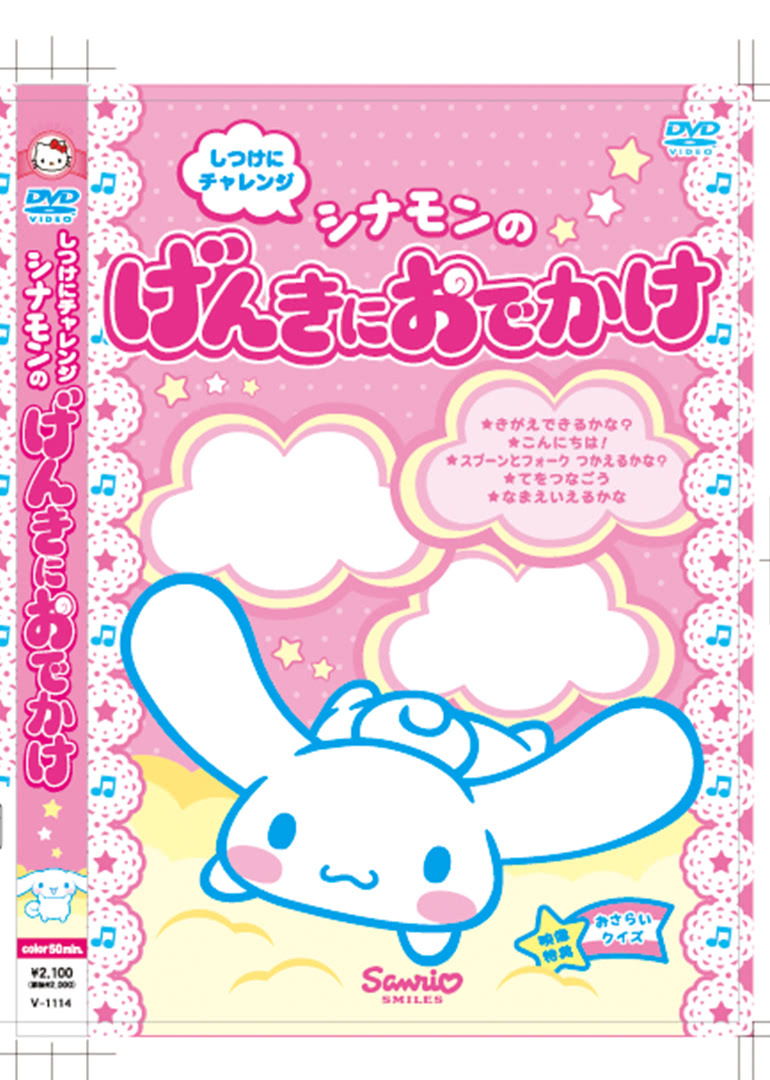 DVD
VIDEO
しつけにチャレンジ
シナモンの
げんきにおでかけ
color50min.
¥2,100
V-1114
DVD
VIDEO
しつけに
チャレンジ
シナモンの
げんきにおでかけ
★きがえできるかな?
★こんにちは!
★スプーンとフォーク つかえるかな?
★てをつなごう
★なまえいえるかな
映像
特典
おさらい
クイズ
Sanrio
SMILES